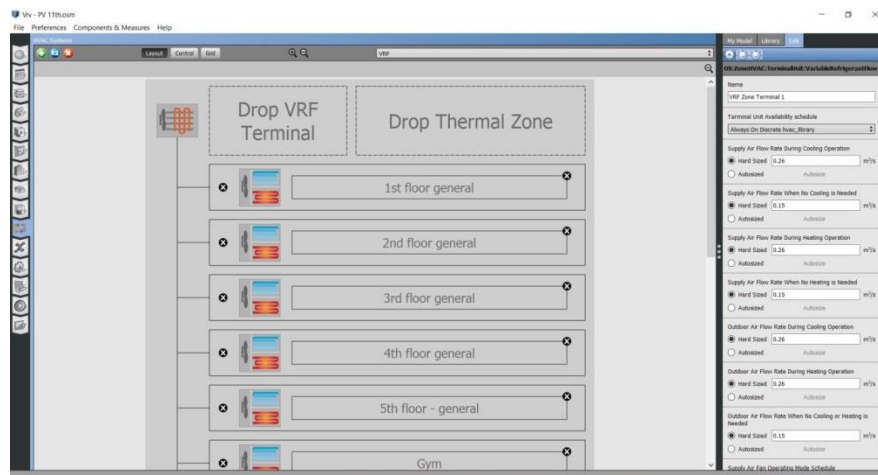 Vrv - PV 11th.osm
File Preferences Components & Measures Help
HVAC Systems
Layout Control Grid
VRF
Drop VRF Terminal
Drop Thermal Zone
1st floor general
2nd floor general
3rd floor general
4th floor general
5th floor - general
Gym
My Model Library Edit
OS:ZoneHVAC:TerminalUnit:VariableRefrigerantFlow
Name
VRF Zone Terminal 1
Terminal Unit Availability schedule
Always On Discrete hvac_library
Supply Air Flow Rate During Cooling Operation
Hard Sized 0.26 m³/s
Autosized Autosize
Supply Air Flow Rate When No Cooling is Needed
Hard Sized 0.15 m³/s
Autosized Autosize
Supply Air Flow Rate During Heating Operation
Hard Sized 0.26 m³/s
Autosized Autosize
Supply Air Flow Rate When No Heating is Needed
Hard Sized 0.15 m³/s
Autosized Autosize
Outdoor Air Flow Rate During Cooling Operation
Hard Sized 0.26 m³/s
Autosized Autosize
Outdoor Air Flow Rate During Heating Operation
Hard Sized 0.26 m³/s
Autosized Autosize
Outdoor Air Flow Rate When No Cooling or Heating is
Needed
Hard Sized 0.15 m³/s
Autosized Autosize
Supply Air Fan Operating Mode Schedule